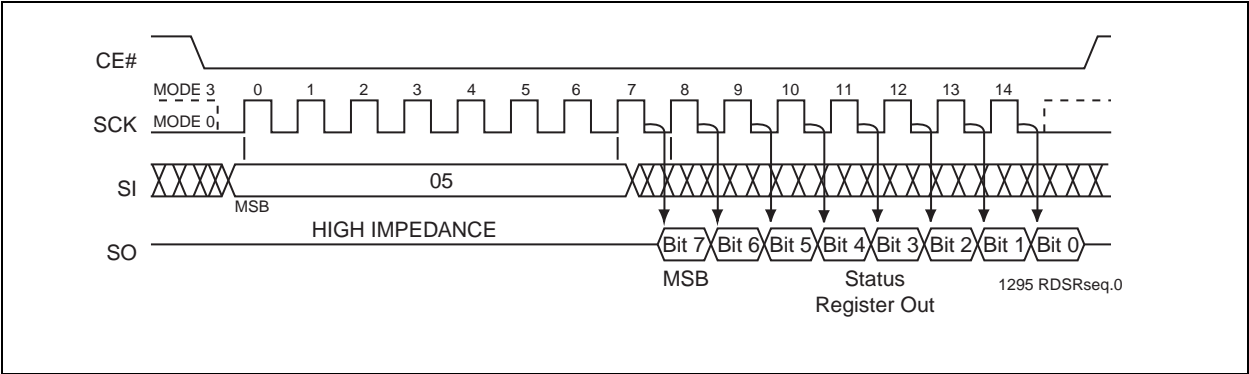 CE#
MODE 3 0 1 2 3 4 5 6 7 8 9 10 11 12 13 14
SCK MODE 0
SI 05
MSB
HIGH IMPEDANCE
SO Bit 7 Bit 6 Bit 5 Bit 4 Bit 3 Bit 2 Bit 1 Bit 0
MSB Status 1295 RDSRseq.0
Register Out